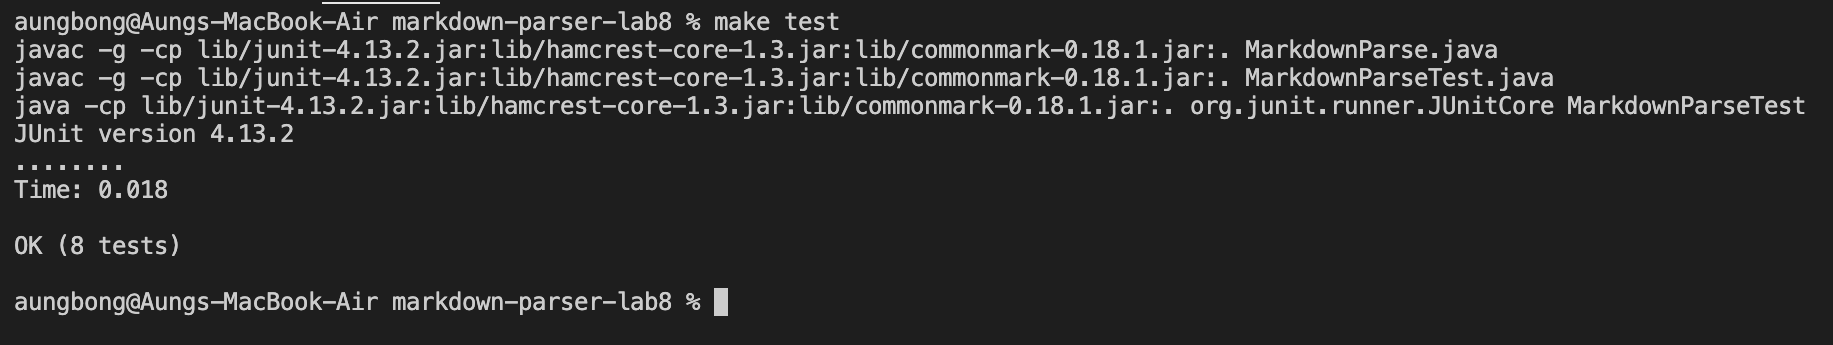 aungbong@Aungs-MacBook-Air markdown-parser-lab8 % make test
javac -g -cp lib/junit-4.13.2.jar:lib/hamcrest-core-1.3.jar:lib/commonmark-0.18.1.jar:. MarkdownParse.java
javac -g -cp lib/junit-4.13.2.jar:lib/hamcrest-core-1.3.jar:lib/commonmark-0.18.1.jar:. MarkdownParseTest.java
java -cp lib/junit-4.13.2.jar:lib/hamcrest-core-1.3.jar:lib/commonmark-0.18.1.jar:. org.junit.runner.JUnitCore MarkdownParseTest
JUnit version 4.13.2
........
Time: 0.018
OK (8 tests)
aungbong@Aungs-MacBook-Air markdown-parser-lab8 %